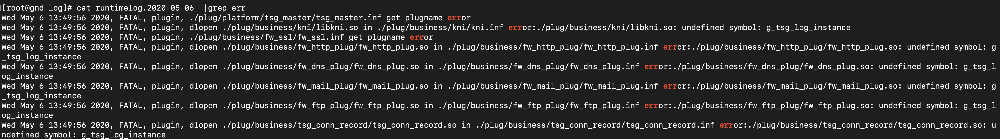 [root@gnd log]# cat runtimelog.2020-05-06  |grep err
Wed May 6 13:49:56 2020, FATAL, plugin, ./plug/platform/tsg_master/tsg_master.inf get plugname error
Wed May 6 13:49:56 2020, FATAL, plugin, dlopen ./plug/business/kni/libkni.so in ./plug/business/kni/kni.inf error:./plug/business/kni/libkni.so: undefined symbol: g_tsg_log_instance
Wed May 6 13:49:56 2020, FATAL, plugin, ./plug/business/fw_ssl/fw_ssl.inf get plugname error
Wed May 6 13:49:56 2020, FATAL, plugin, dlopen ./plug/business/fw_http_plug/fw_http_plug.so in ./plug/business/fw_http_plug/fw_http_plug.inf error:./plug/business/fw_http_plug/fw_http_plug.so: undefined symbol: g
_tsg_log_instance
Wed May 6 13:49:56 2020, FATAL, plugin, dlopen ./plug/business/fw_dns_plug/fw_dns_plug.so in ./plug/business/fw_dns_plug/fw_dns_plug.inf error:./plug/business/fw_dns_plug/fw_dns_plug.so: undefined symbol: g_tsg_l
og_instance
Wed May 6 13:49:56 2020, FATAL, plugin, dlopen ./plug/business/fw_mail_plug/fw_mail_plug.so in ./plug/business/fw_mail_plug/fw_mail_plug.inf error:./plug/business/fw_mail_plug/fw_mail_plug.so: undefined symbol: g
_tsg_log_instance
Wed May 6 13:49:56 2020, FATAL, plugin, dlopen ./plug/business/fw_ftp_plug/fw_ftp_plug.so in ./plug/business/fw_ftp_plug/fw_ftp_plug.inf error:./plug/business/fw_ftp_plug/fw_ftp_plug.so: undefined symbol: g_tsg_l
og_instance
Wed May 6 13:49:56 2020, FATAL, plugin, dlopen ./plug/business/tsg_conn_record/tsg_conn_record.so in ./plug/business/tsg_conn_record/tsg_conn_record.inf error:./plug/business/tsg_conn_record/tsg_conn_record.so: u
ndefined symbol: g_tsg_log_instance